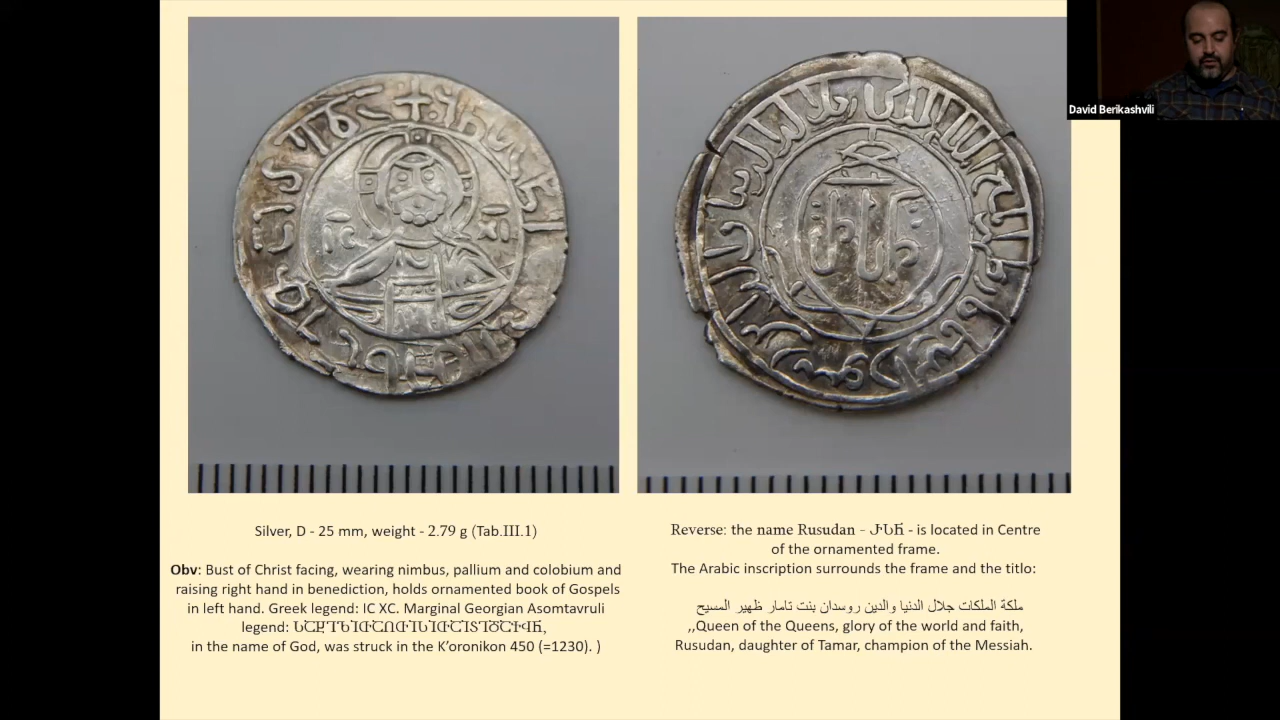 David Berikashvili
Silver, D - 25 mm, weight - 2.79 g (Tab.III.1)
Obv: Bust of Christ facing, wearing nimbus, pallium and colobium and
raising right hand in benediction, holds ornamented book of Gospels
in left hand. Greek legend: IC XC. Marginal Georgian Asomtavruli
legend:
in the name of God, was struck in the K’oronikon 450 (=1230). )
Reverse: the name Rusudan - ႰႱႬ - is located in Centre
of the ornamented frame.
The Arabic inscription surrounds the frame and the titlo:
ملكة الملكات جلال الدنيا والدين روسدان بنت تامار ظهير المسيح
,,Queen of the Queens, glory of the world and faith,
Rusudan, daughter of Tamar, champion of the Messiah.